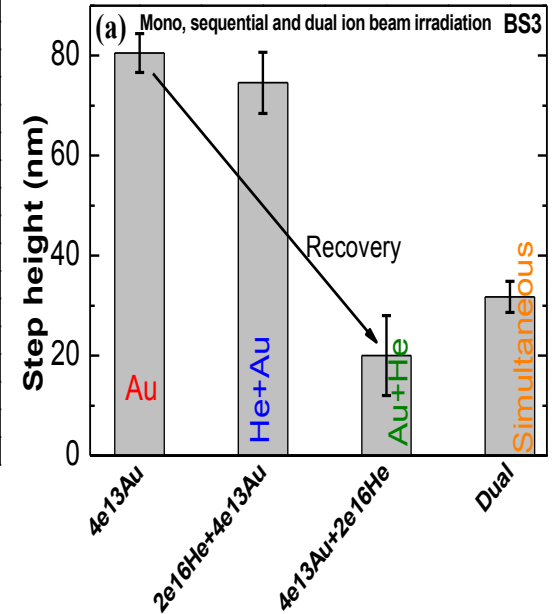 (a) Mono, sequential and dual ion beam irradiation BS3
80
60
40
20
0
Step height (nm)
Recovery
Au
He+Au
Au+He
Simultaneous
4e13Au
2e16He+4e13Au
4e13Au+2e16He
Dual